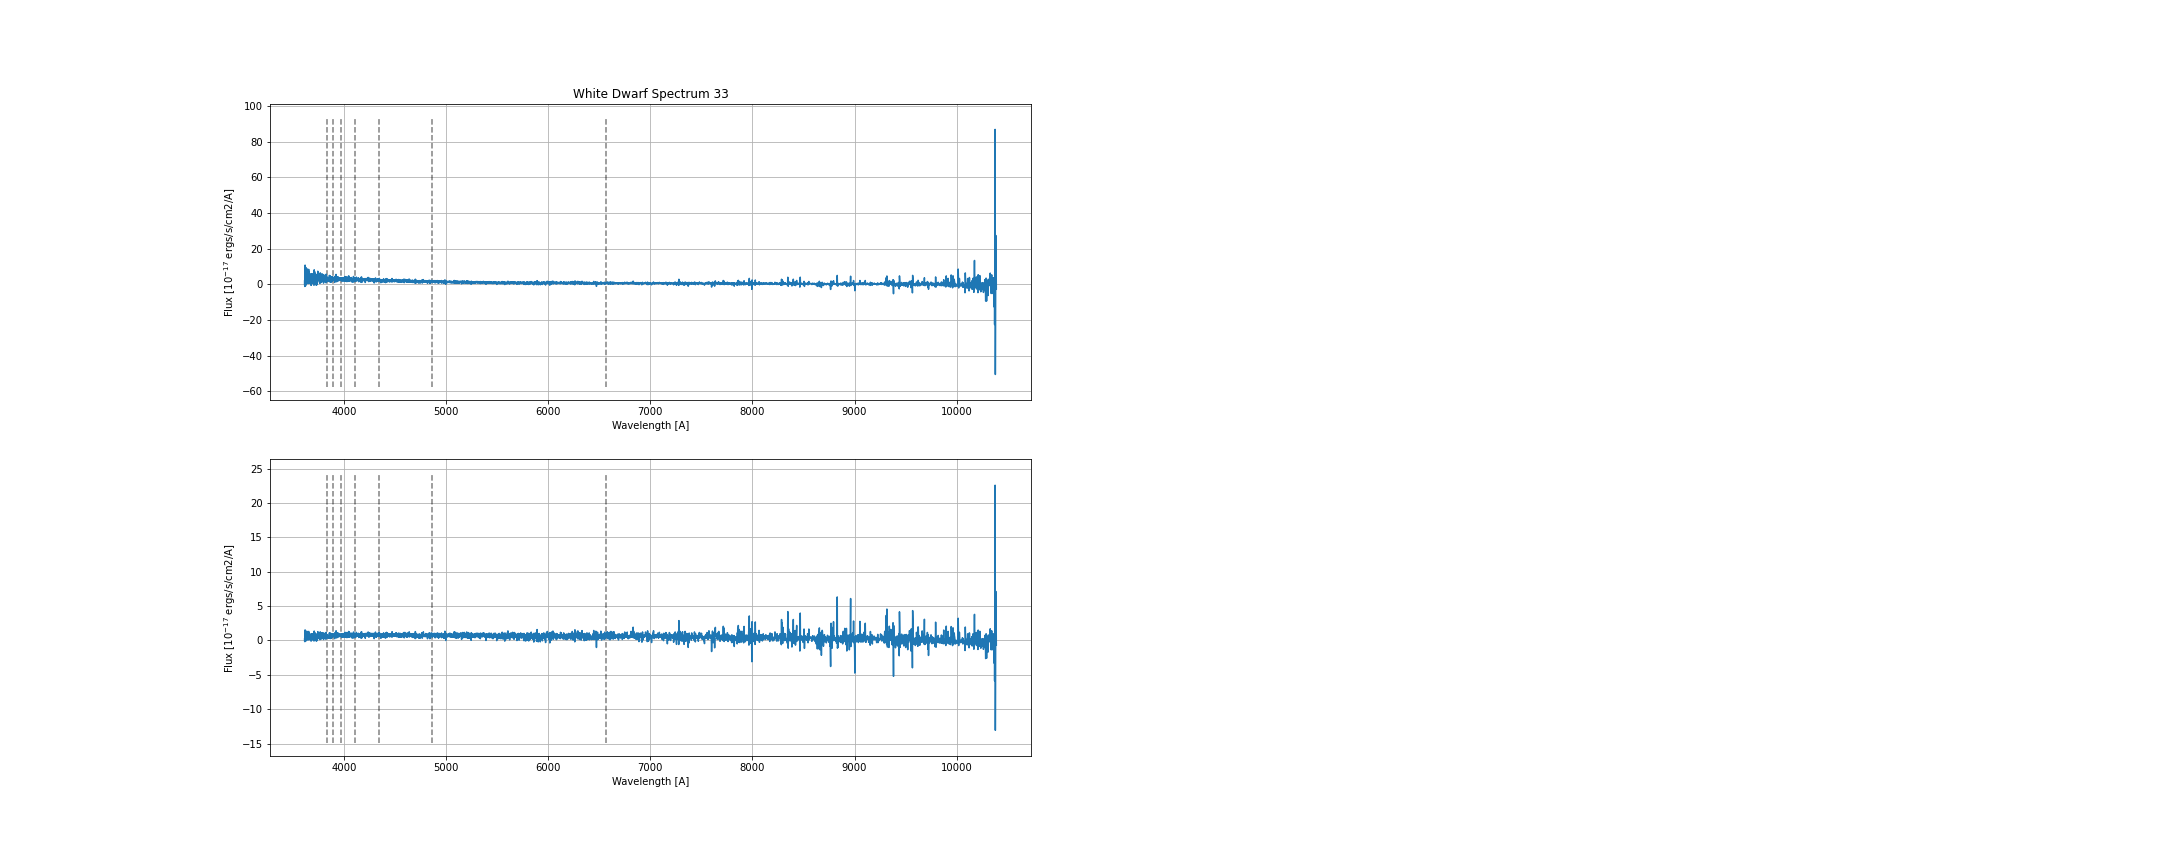 White Dwarf Spectrum 33
100
80
60
40
20
0
−20
−40
−60
Flux [10⁻¹⁷ ergs/s/cm2/A]
4000 5000 6000 7000 8000 9000 10000
Wavelength [A]
25
20
15
10
5
0
−5
−10
−15
Flux [10⁻¹⁷ ergs/s/cm2/A]
4000 5000 6000 7000 8000 9000 10000
Wavelength [A]